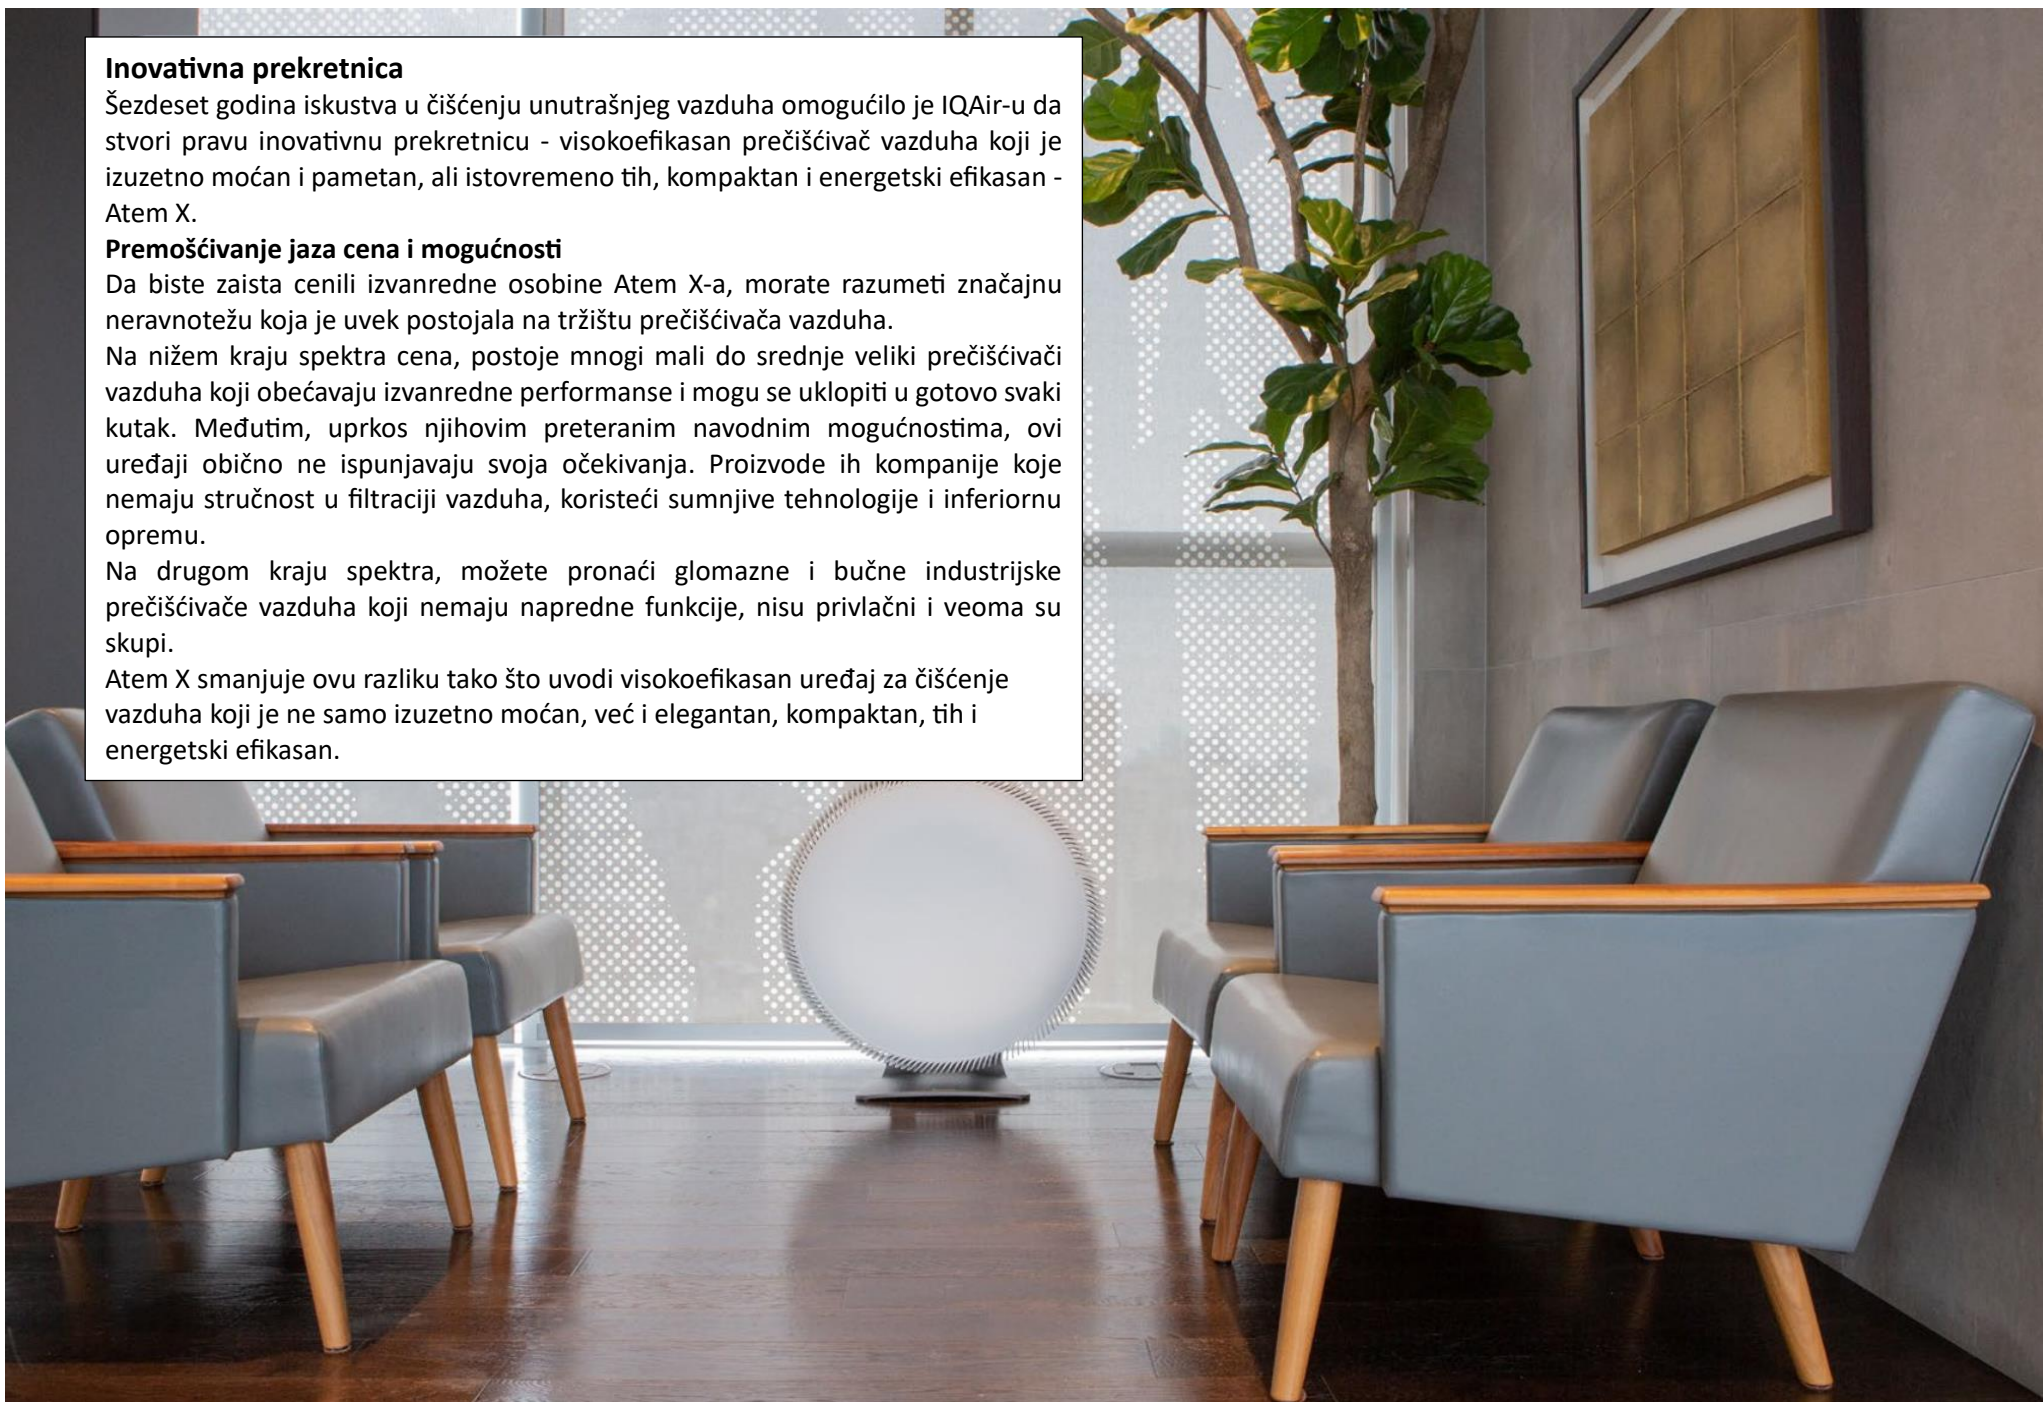 Inovativna prekretnica
Šezdeset godina iskustva u čišćenju unutrašnjeg vazduha omogućilo je IQAir-u da
stvori pravu inovativnu prekretnicu - visokoefikasan prečišćivač vazduha koji je
izuzetno moćan i pametan, ali istovremeno tih, kompaktan i energetski efikasan -
Atem X.
Premošćivanje jaza cena i mogućnosti
Da biste zaista cenili izvanredne osobine Atem X-a, morate razumeti značajnu
neravnotežu koja je uvek postojala na tržištu prečišćivača vazduha.
Na nižem kraju spektra cena, postoje mnogi mali do srednje veliki prečišćivači
vazduha koji obećavaju izvanredne performanse i mogu se uklopiti u gotovo svaki
kutak. Međutim, uprkos njihovim preteranim navodnim mogućnostima, ovi
uređaji obično ne ispunjavaju svoja očekivanja. Proizvode ih kompanije koje
nemaju stručnost u filtraciji vazduha, koristeći sumnjive tehnologije i inferiornu
opremu.
Na drugom kraju spektra, možete pronaći glomazne i bučne industrijske
prečišćivače vazduha koji nemaju napredne funkcije, nisu privlačni i veoma su
skupi.
Atem X smanjuje ovu razliku tako što uvodi visokoefikasan uređaj za čišćenje
vazduha koji je ne samo izuzetno moćan, već i elegantan, kompaktan, tih i
energetski efikasan.